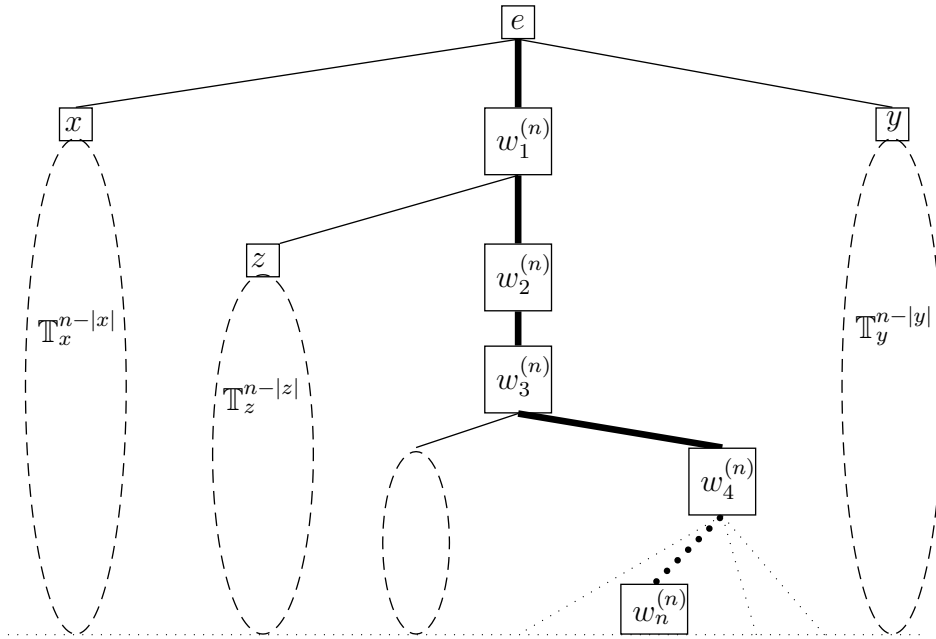 e
x
w_1^{(n)}
y
z
w_2^{(n)}
𝕋_x^{n-|x|}
𝕋_y^{n-|y|}
w_3^{(n)}
𝕋_z^{n-|z|}
w_4^{(n)}
w_n^{(n)}